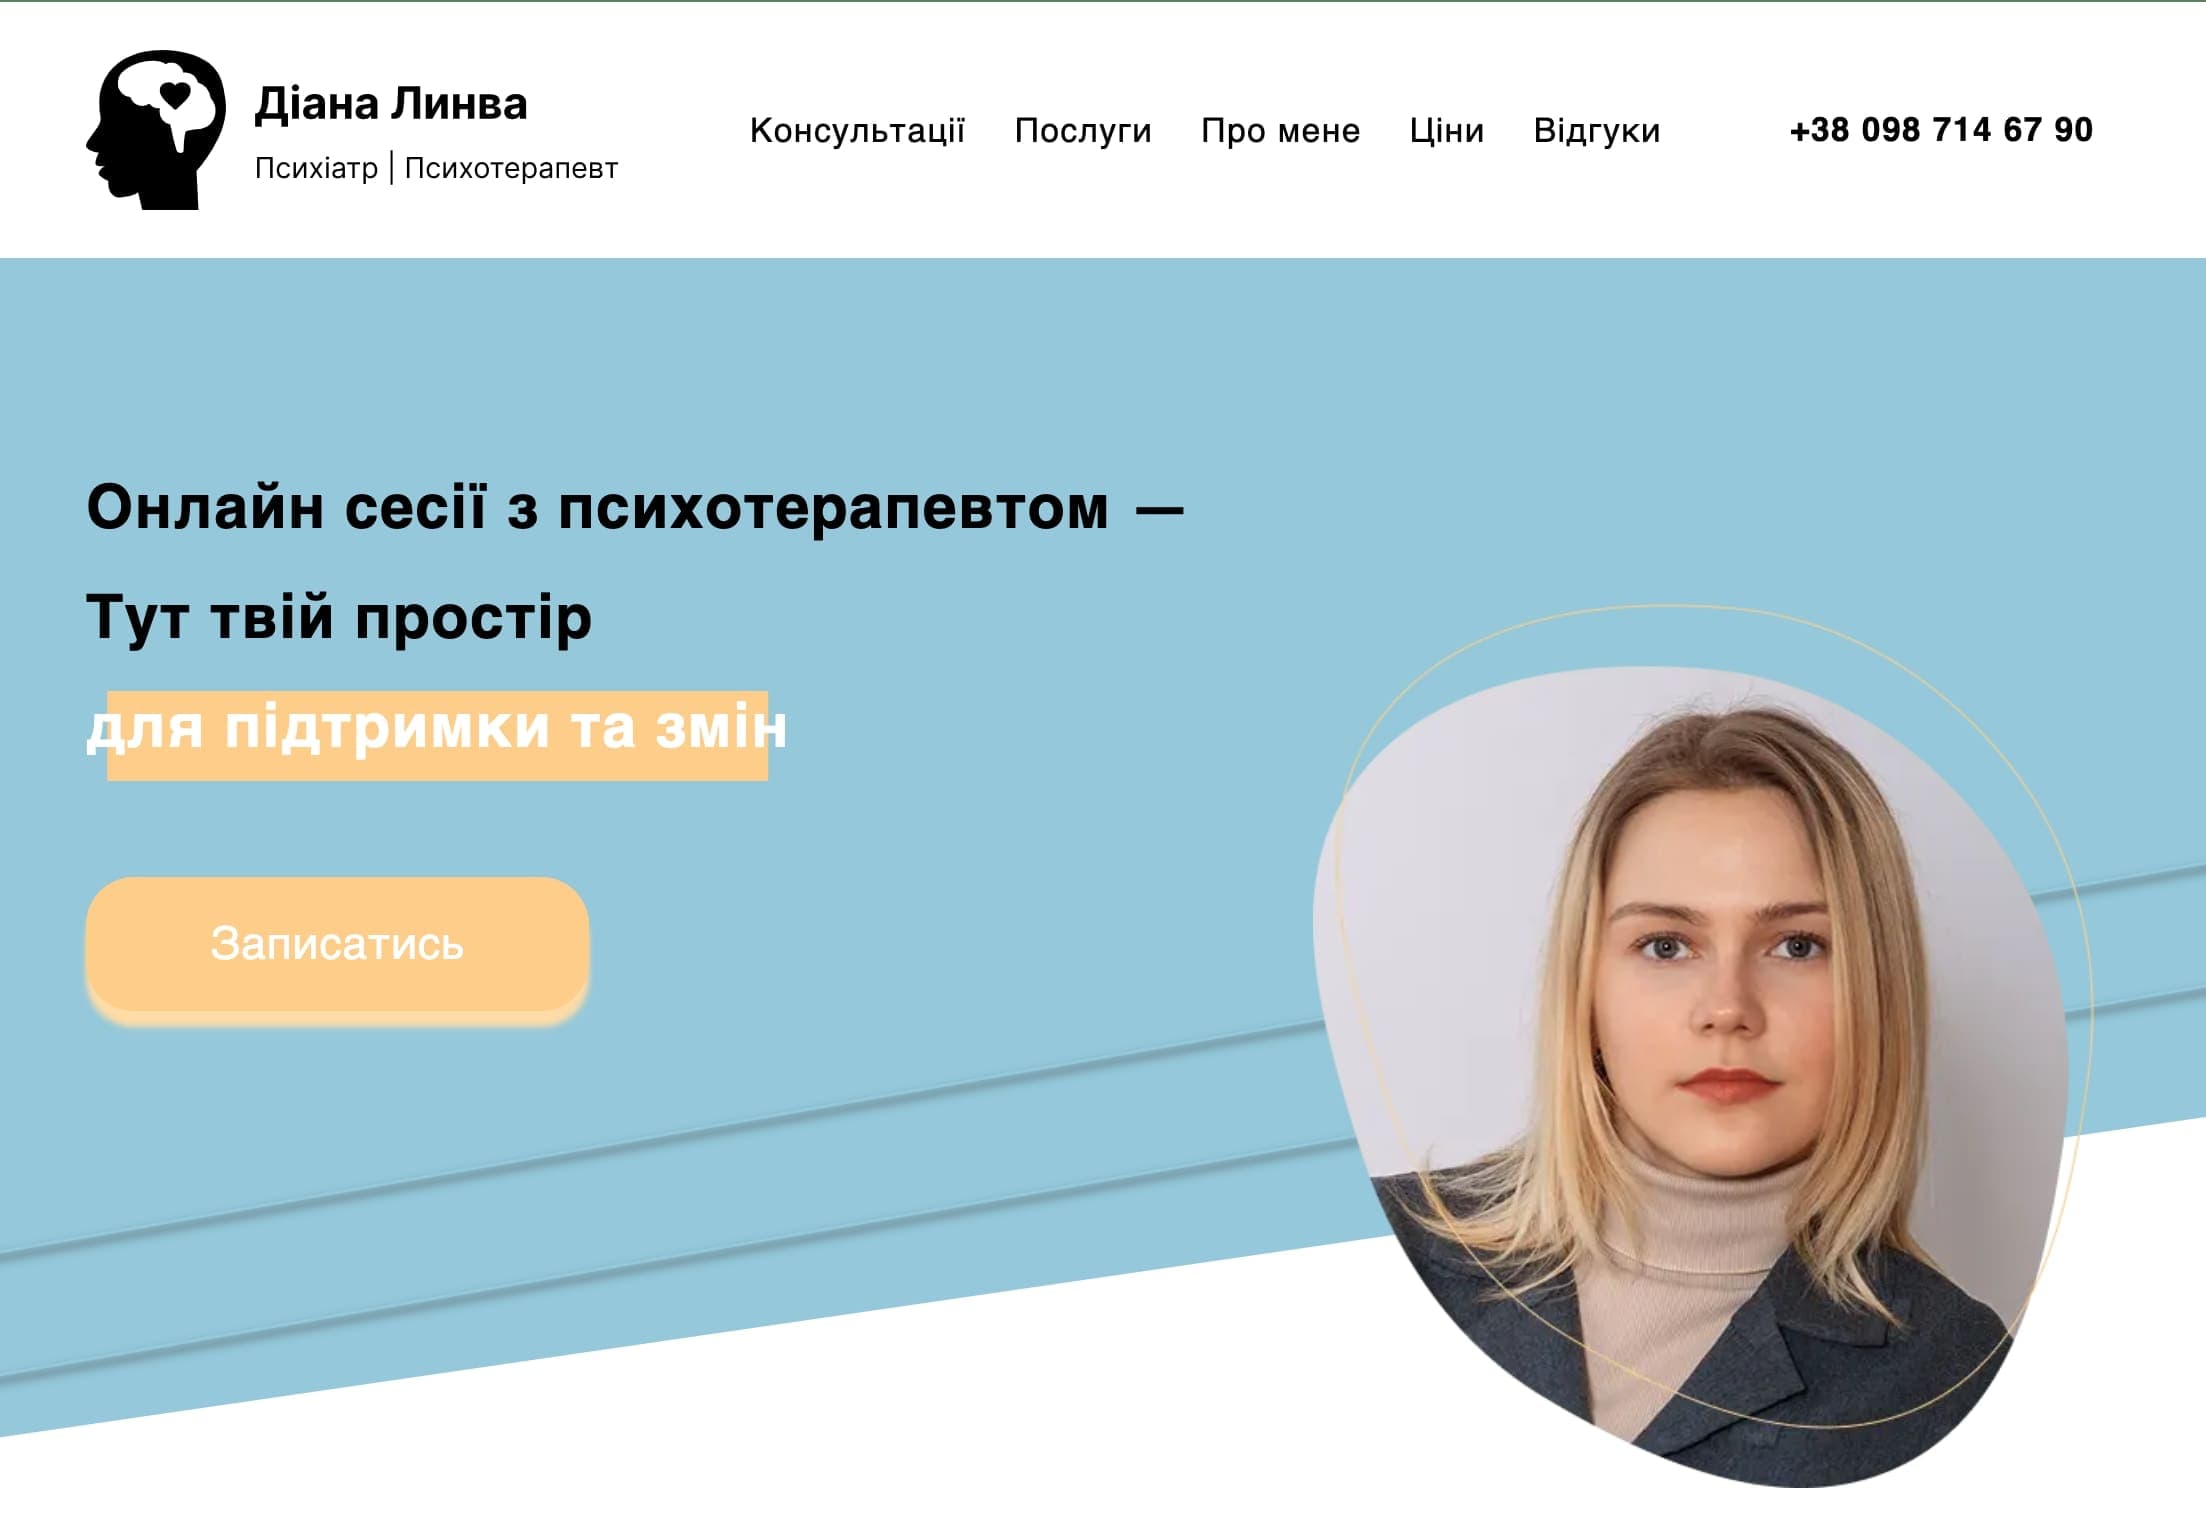 Діана Линва
Психіатр | Психотерапевт
Консультації Послуги Про мене Ціни Відгуки
+38 098 714 67 90
Онлайн сесії з психотерапевтом —
Тут твій простір
для підтримки та змін
Записатись